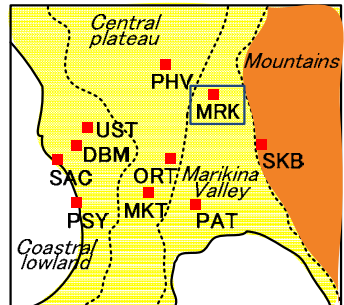 Central
plateau
Mountains
PHV
MRK
UST
DBM
SAC
ORT
SKB
Marikina
Valley
MKT
PSY
PAT
Coastral
lowland